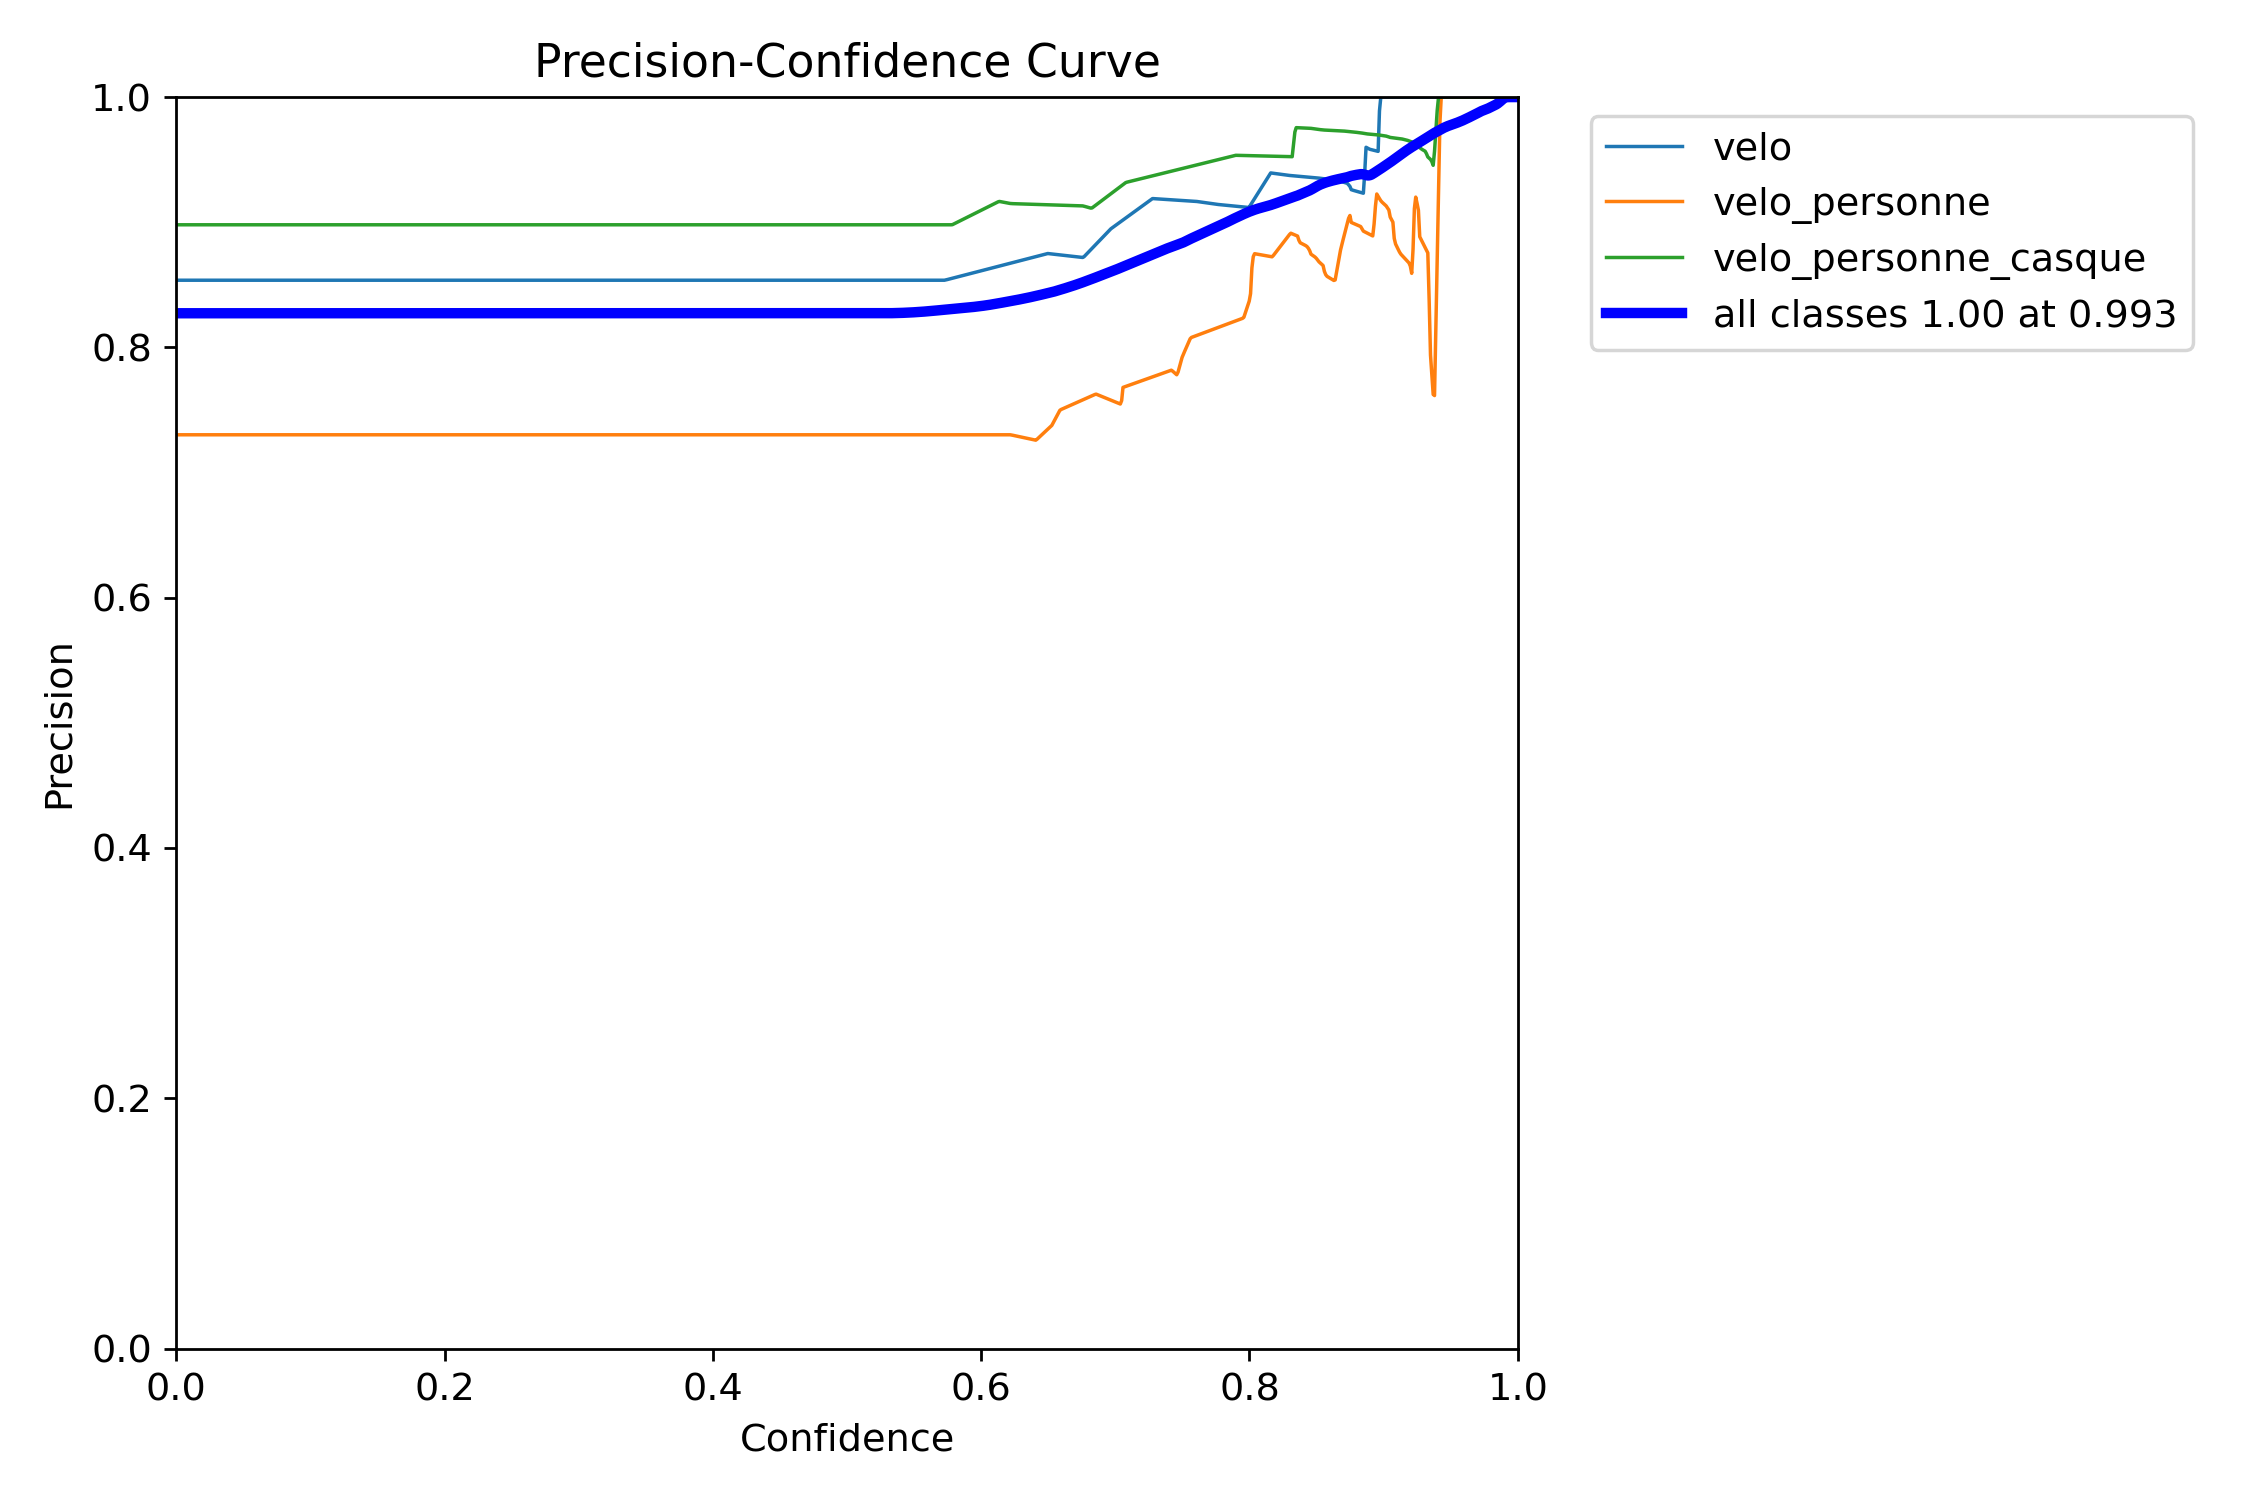 Precision-Confidence Curve
1.0
0.8
0.6
0.4
0.2
0.0
Precision
0.0 0.2 0.4 0.6 0.8 1.0
Confidence
velo
velo_personne
velo_personne_casque
all classes 1.00 at 0.993